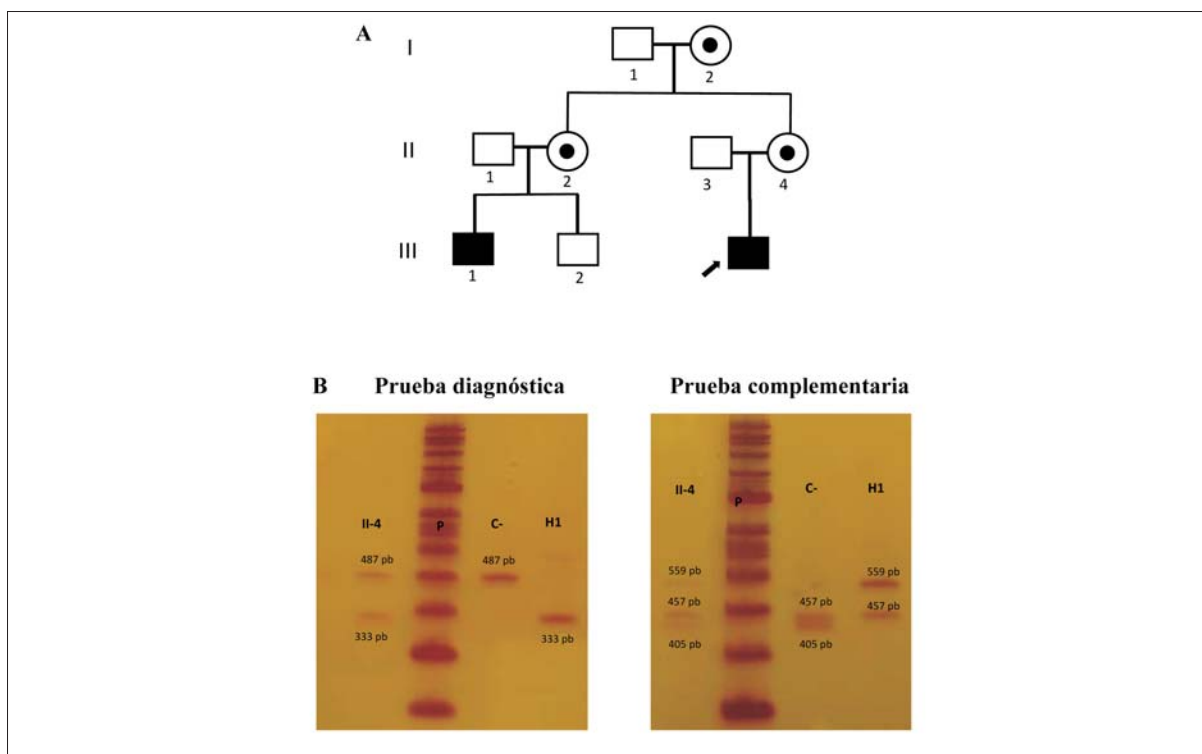 A
I
1 2
II
1 2 3 4
III
1 2
B Prueba diagnóstica Prueba complementaria
II-4 P C- H1
487 pb 487 pb
333 pb 333 pb
II-4 P C- H1
559 pb 559 pb
457 pb 457 pb 457 pb
405 pb 405 pb